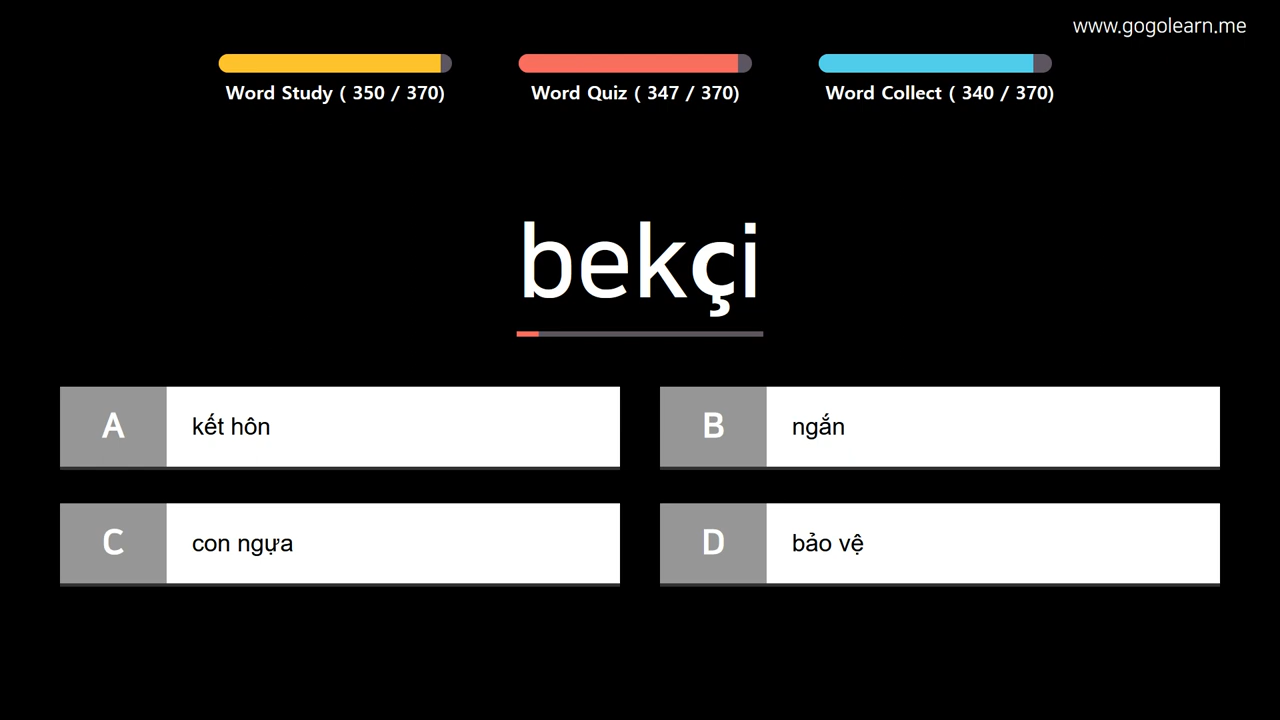 www.gogolearn.me
Word Study ( 350 / 370)
Word Quiz ( 347 / 370)
Word Collect ( 340 / 370)
bekçi
A kết hôn
B ngắn
C con ngựa
D bảo vệ